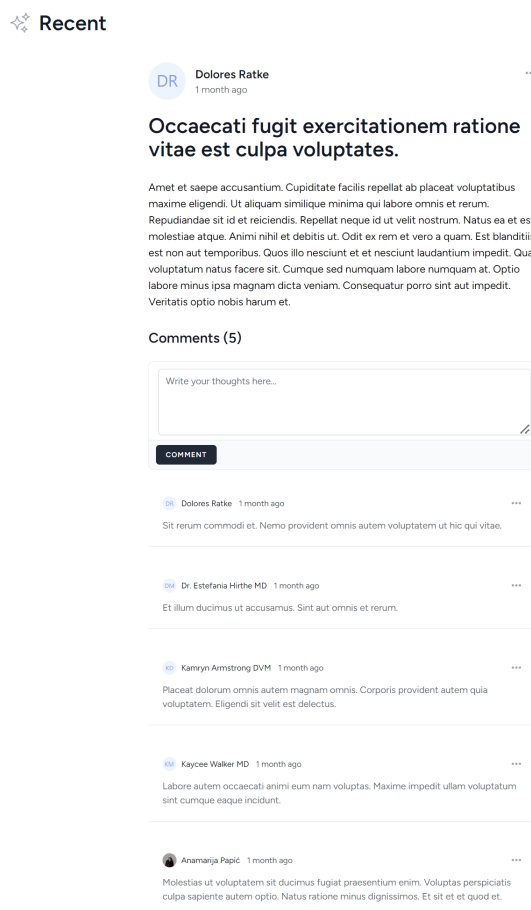 Recent
DR
Dolores Ratke
1 month ago
Occaecati fugit exercitationem ratione
vitae est culpa voluptates.
Amet et saepe accusantium. Cupiditate facilis repellat ab placeat voluptatibus
maxime eligendi. Ut aliquam similique minima qui labore omnis et rerum.
Repudiandae sit id et reiciendis. Repellat neque id ut velit nostrum. Natus ea et
molestiae atque. Animi nihil et debitis ut. Odit ex rem et vero a quam. Est
est non aut temporibus. Quos illo nesciunt et et nesciunt laudantium impedit.
voluptatum natus facere sit. Cumque sed numquam labore numquam at. Optio
labore minus ipsa magnam dicta veniam. Consequatur porro sint aut impedit.
Veritatis optio nobis harum et.
Comments (5)
Write your thoughts here...
COMMENT
DR Dolores Ratke 1 month ago
Sit rerum commodi et. Nemo provident omnis autem voluptatem ut hic qui vitae.
DM Dr. Estefania Hirthe MD 1 month ago
Et illum ducimus ut accusamus. Sint aut omnis et rerum.
KD Kamryn Armstrong DVM 1 month ago
Placeat dolorum omnis autem magnam omnis. Corporis provident autem quia
voluptatem. Eligendi sit velit est delectus.
KM Kaycee Walker MD 1 month ago
Labore autem occaecati animi eum nam voluptas. Maxime impedit ullam voluptatum
sint cumque eaque incidunt.
Anamarija Papić 1 month ago
Molestias ut voluptatem sit ducimus fugiat praesentium enim. Voluptas perspiciatis
culpa sapiente autem optio. Natus ratione minus dignissimos. Et sit et et quod et.